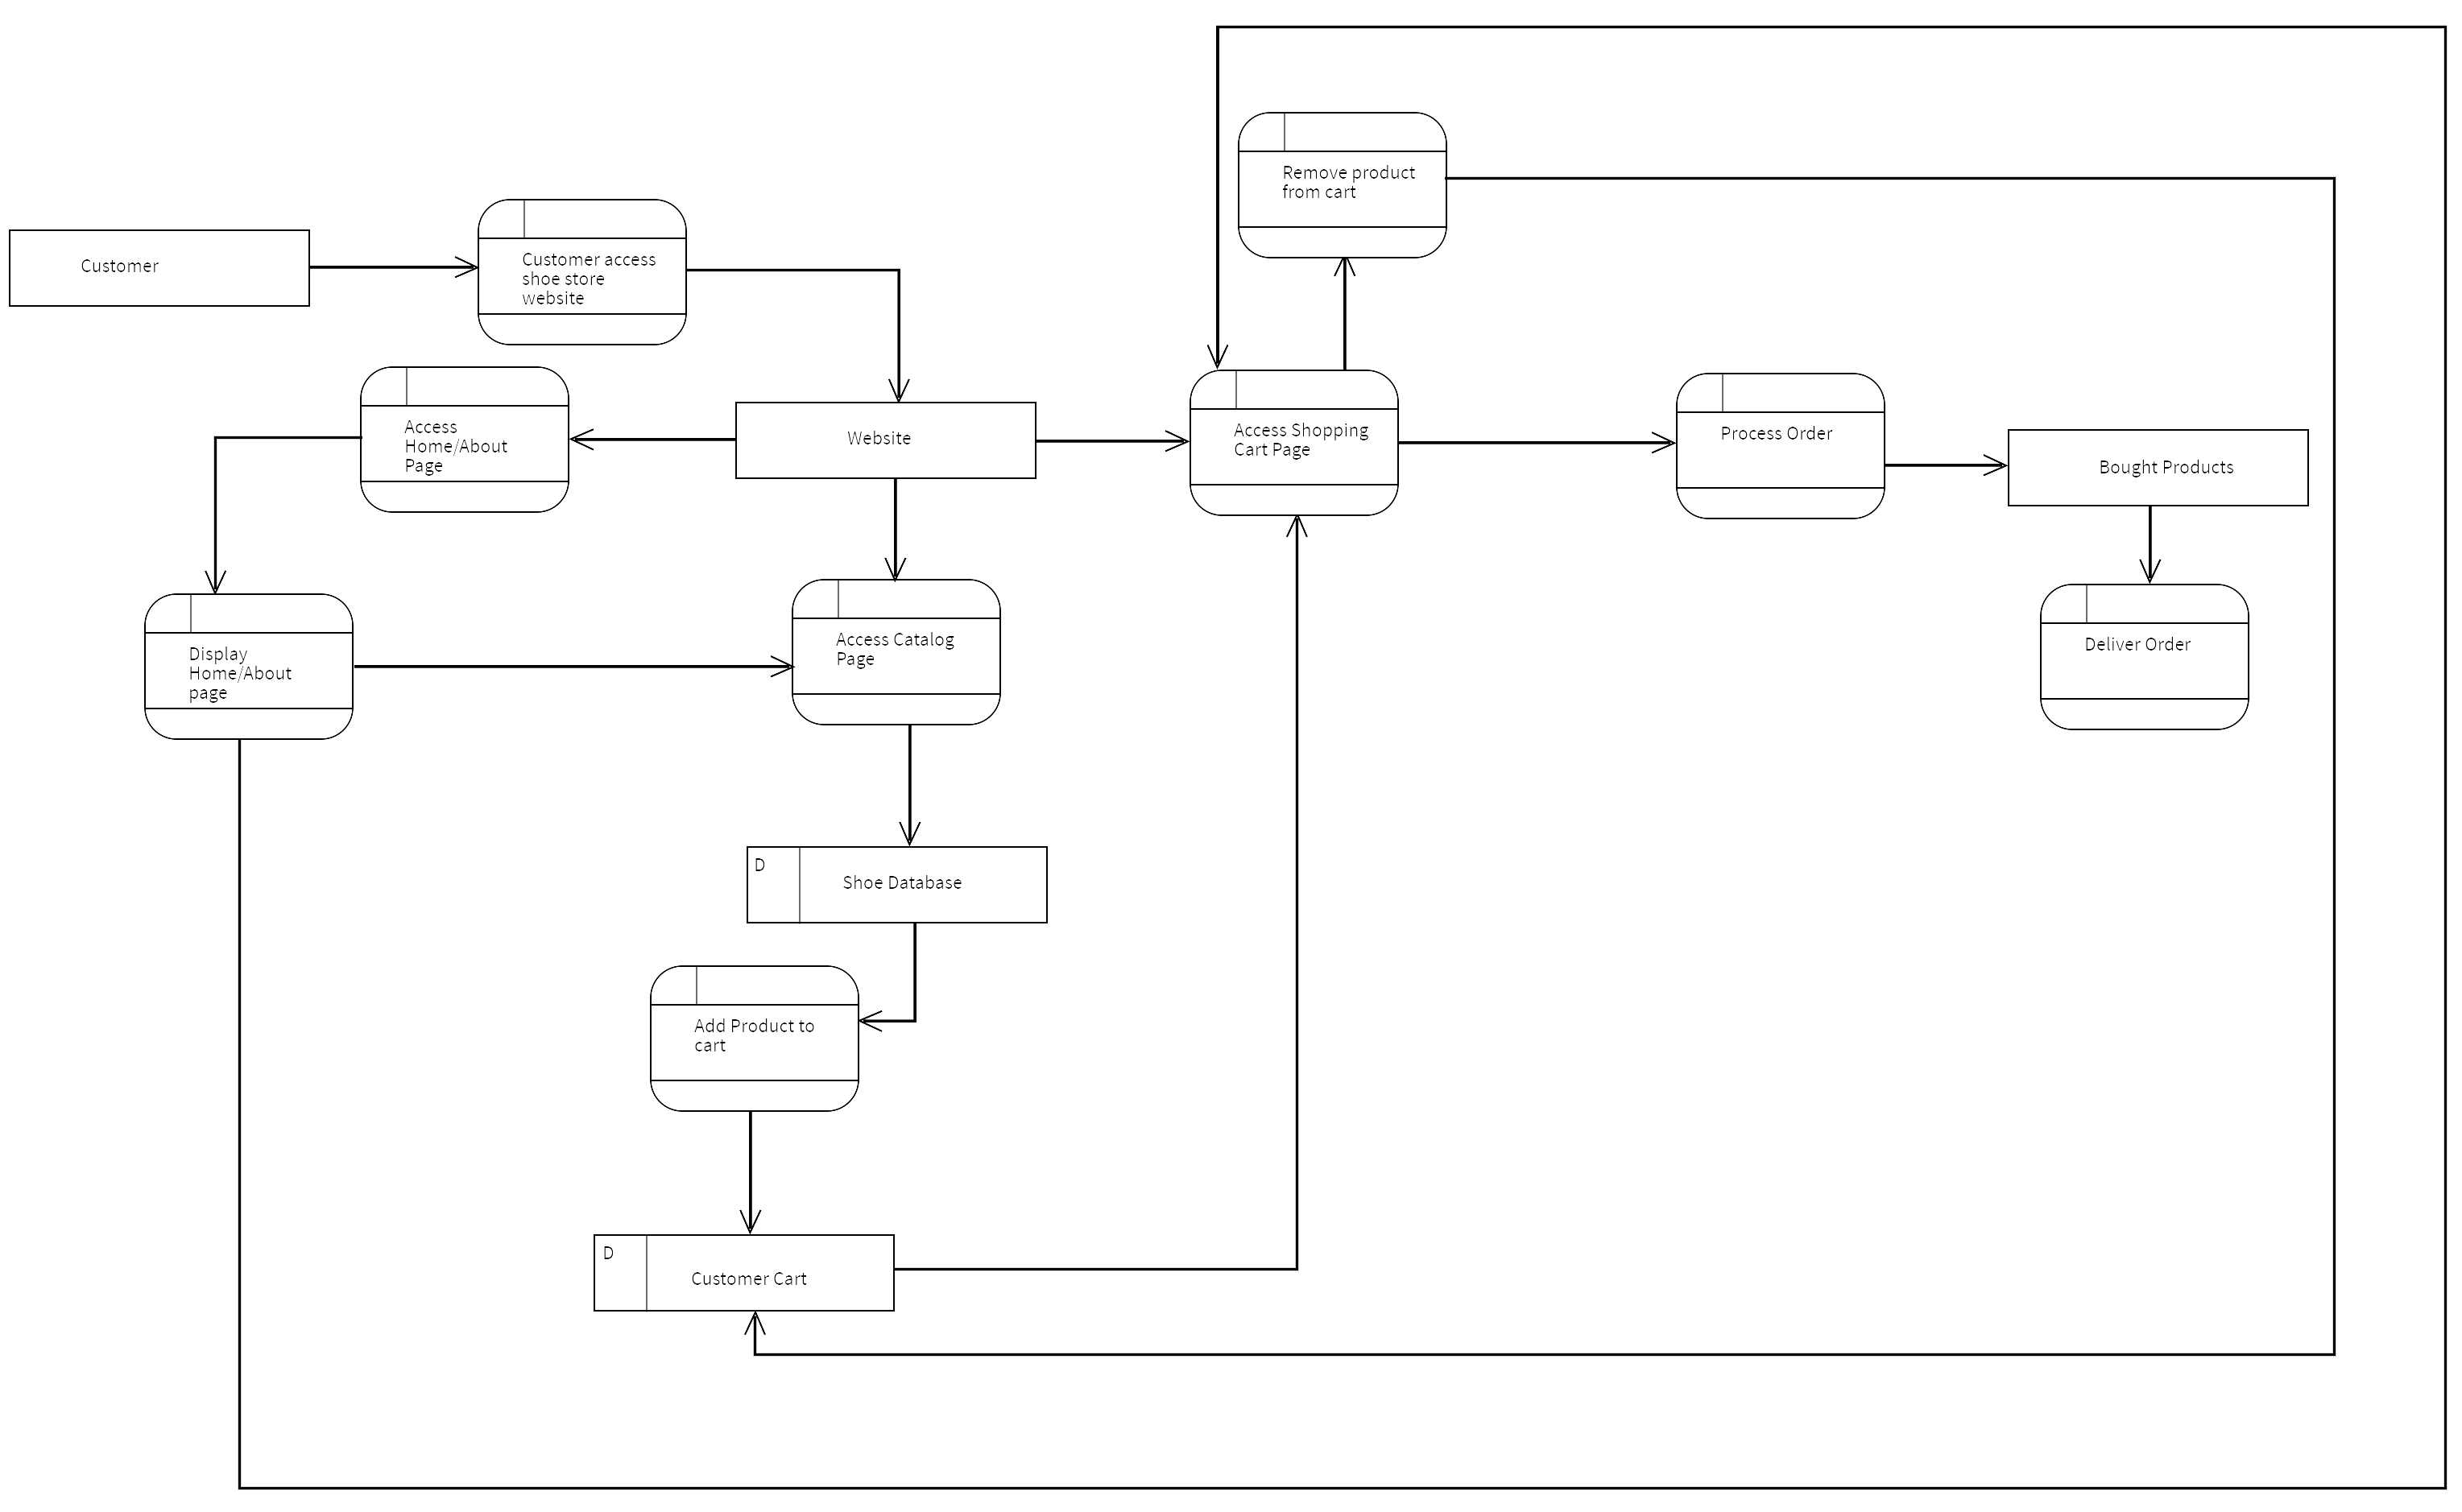 Remove product
from cart
Customer
Customer access
shoe store
website
Access
Home/About
Page
Website
Access Shopping
Cart Page
Process Order
Bought Products
Display
Home/About
page
Access Catalog
Page
Deliver Order
D
Shoe Database
Add Product to
cart
D
Customer Cart